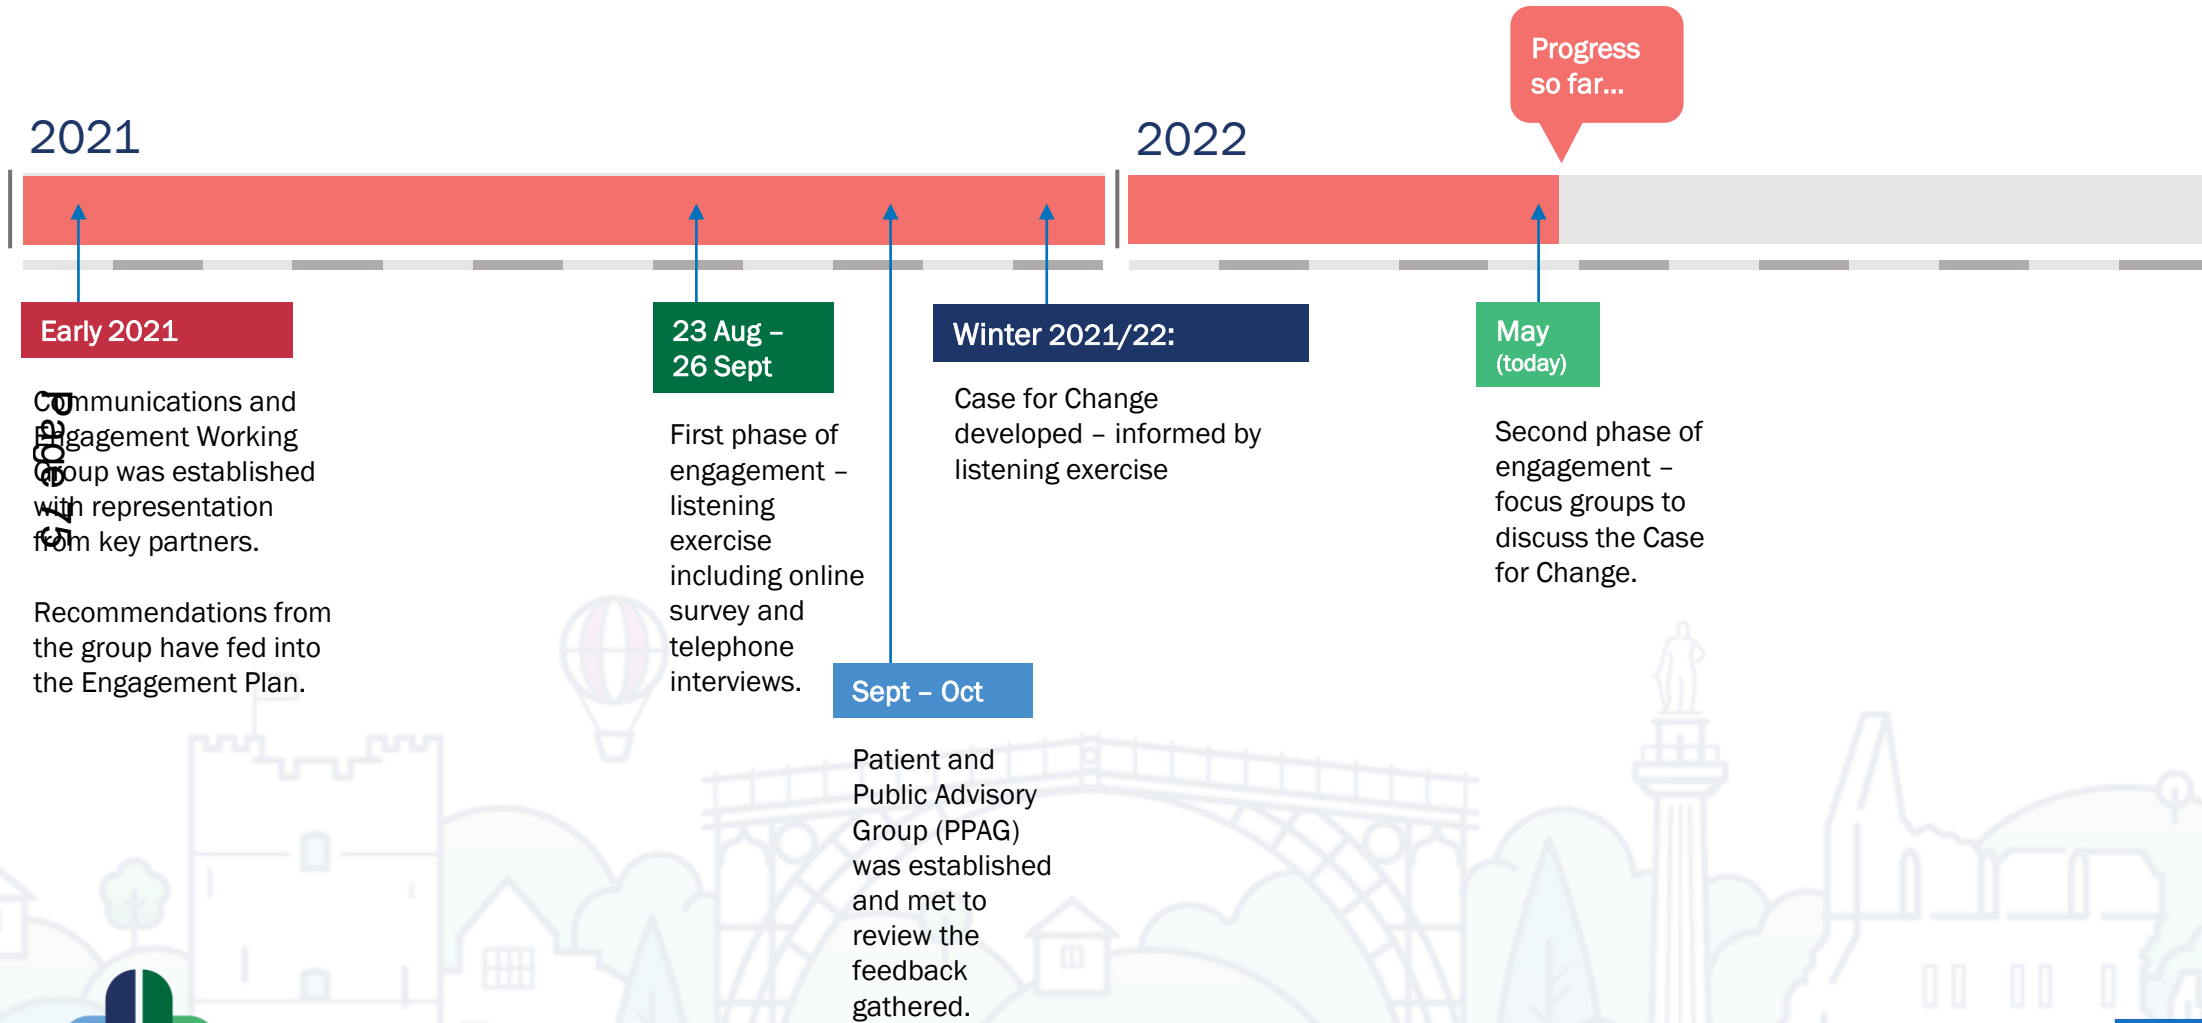 Progress
so far...
2021
2022
Early 2021
Communications and
Engagement Working
Group was established
with representation
from key partners.
Recommendations from
the group have fed into
the Engagement Plan.
Page 75
23 Aug –
26 Sept
First phase of
engagement –
listening
exercise
including online
survey and
telephone
interviews.
Sept – Oct
Patient and
Public Advisory
Group (PPAG)
was established
and met to
review the
feedback
gathered.
Winter 2021/22:
Case for Change
developed – informed by
listening exercise
May
(today)
Second phase of
engagement –
focus groups to
discuss the Case
for Change.